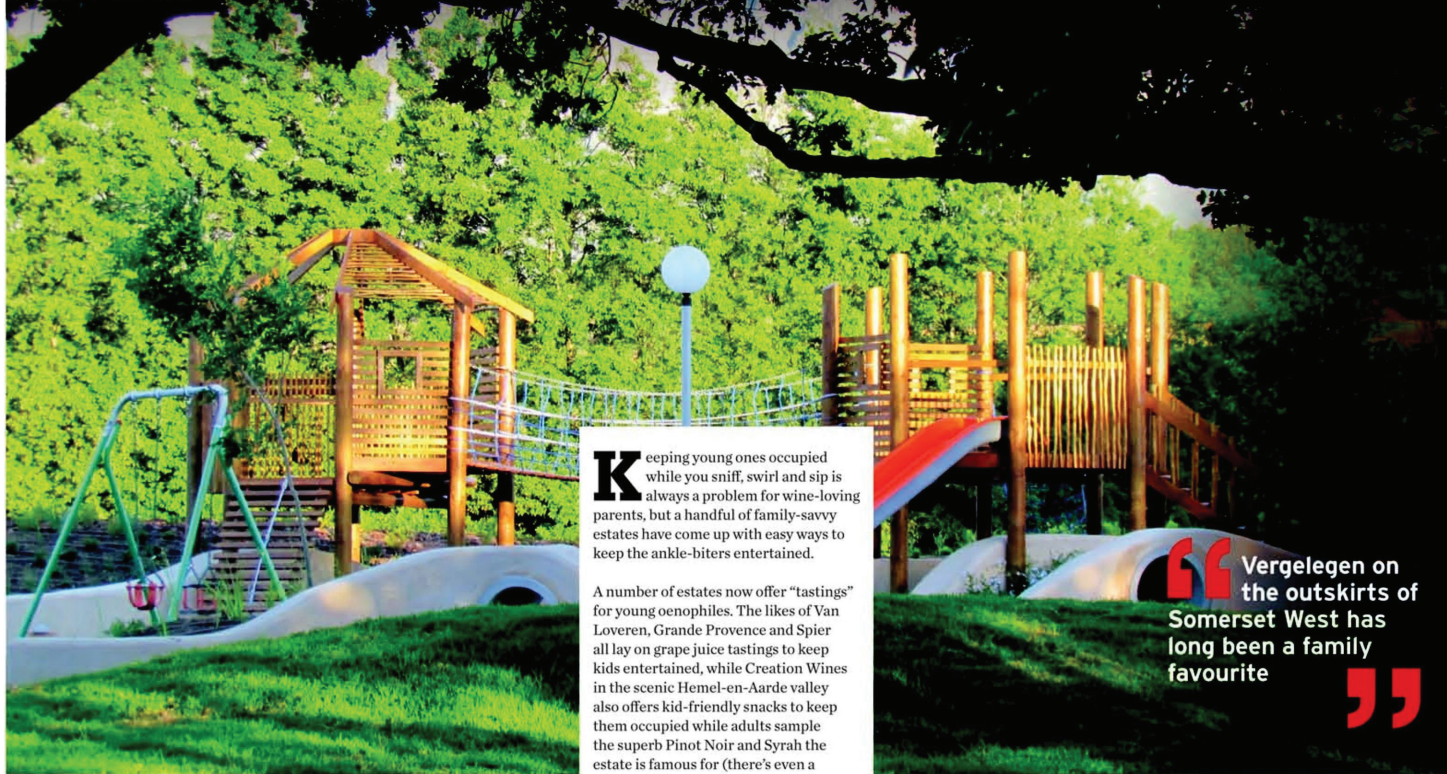 Keeping young ones occupied
while you sniff, swirl and sip is
always a problem for wine-loving
parents, but a handful of family-savvy
estates have come up with easy ways to
keep the ankle-biters entertained.
A number of estates now offer “tastings”
for young oenophiles. The likes of Van
Loveren, Grande Provence and Spier
all lay on grape juice tastings to keep
kids entertained, while Creation Wines
in the scenic Hemel-en-Aarde valley
also offers kid-friendly snacks to keep
them occupied while adults sample
the superb Pinot Noir and Syrah the
estate is famous for (there’s even a
“Vergelegen on
the outskirts of
Somerset West has
long been a family
favourite”